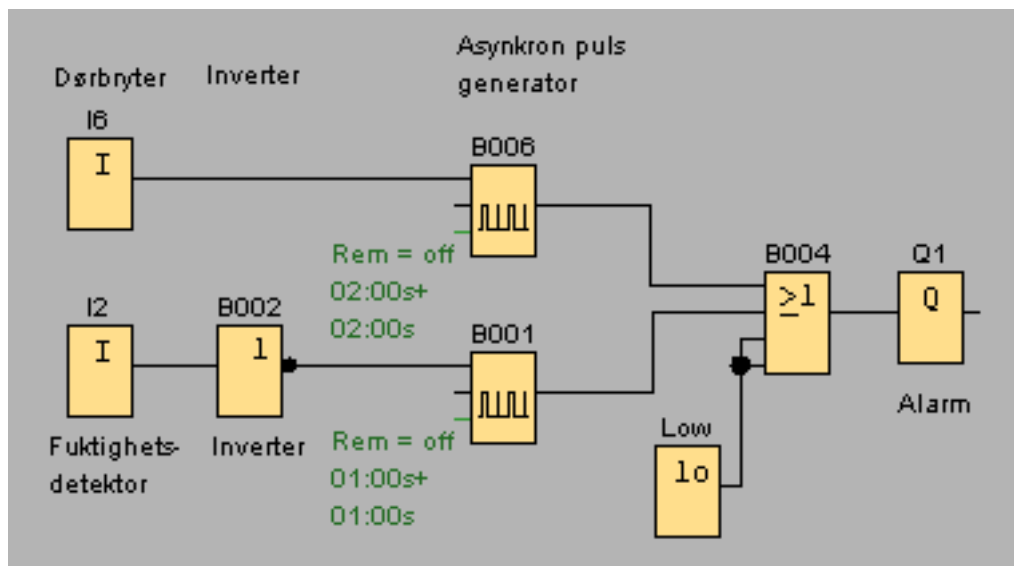 Asynkron puls
generator
Dørbryter
Inverter
I6
I
B006
Rem = off
02:00s+
02:00s
B004
≥1
Q1
Q
Alarm
I2
I
B002
1
B001
Fuktighets-
detektor
Inverter
Rem = off
01:00s+
01:00s
Low
lo